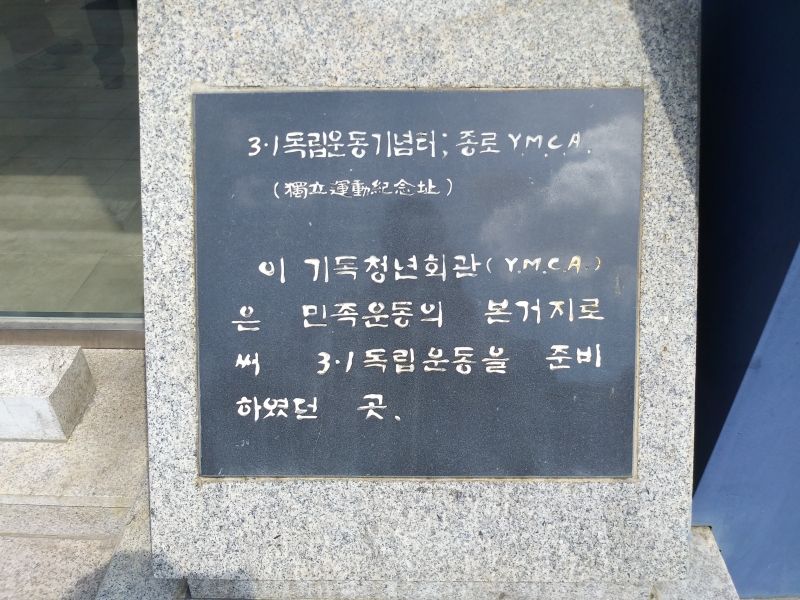 3·1독립운동기념터; 종로 Y.M.C.A.
(獨立運動紀念址)
이 기독청년회관(Y.M.C.A.)
은 민족운동의 본거지로
써 3·1독립운동을 준비
하였던 곳.